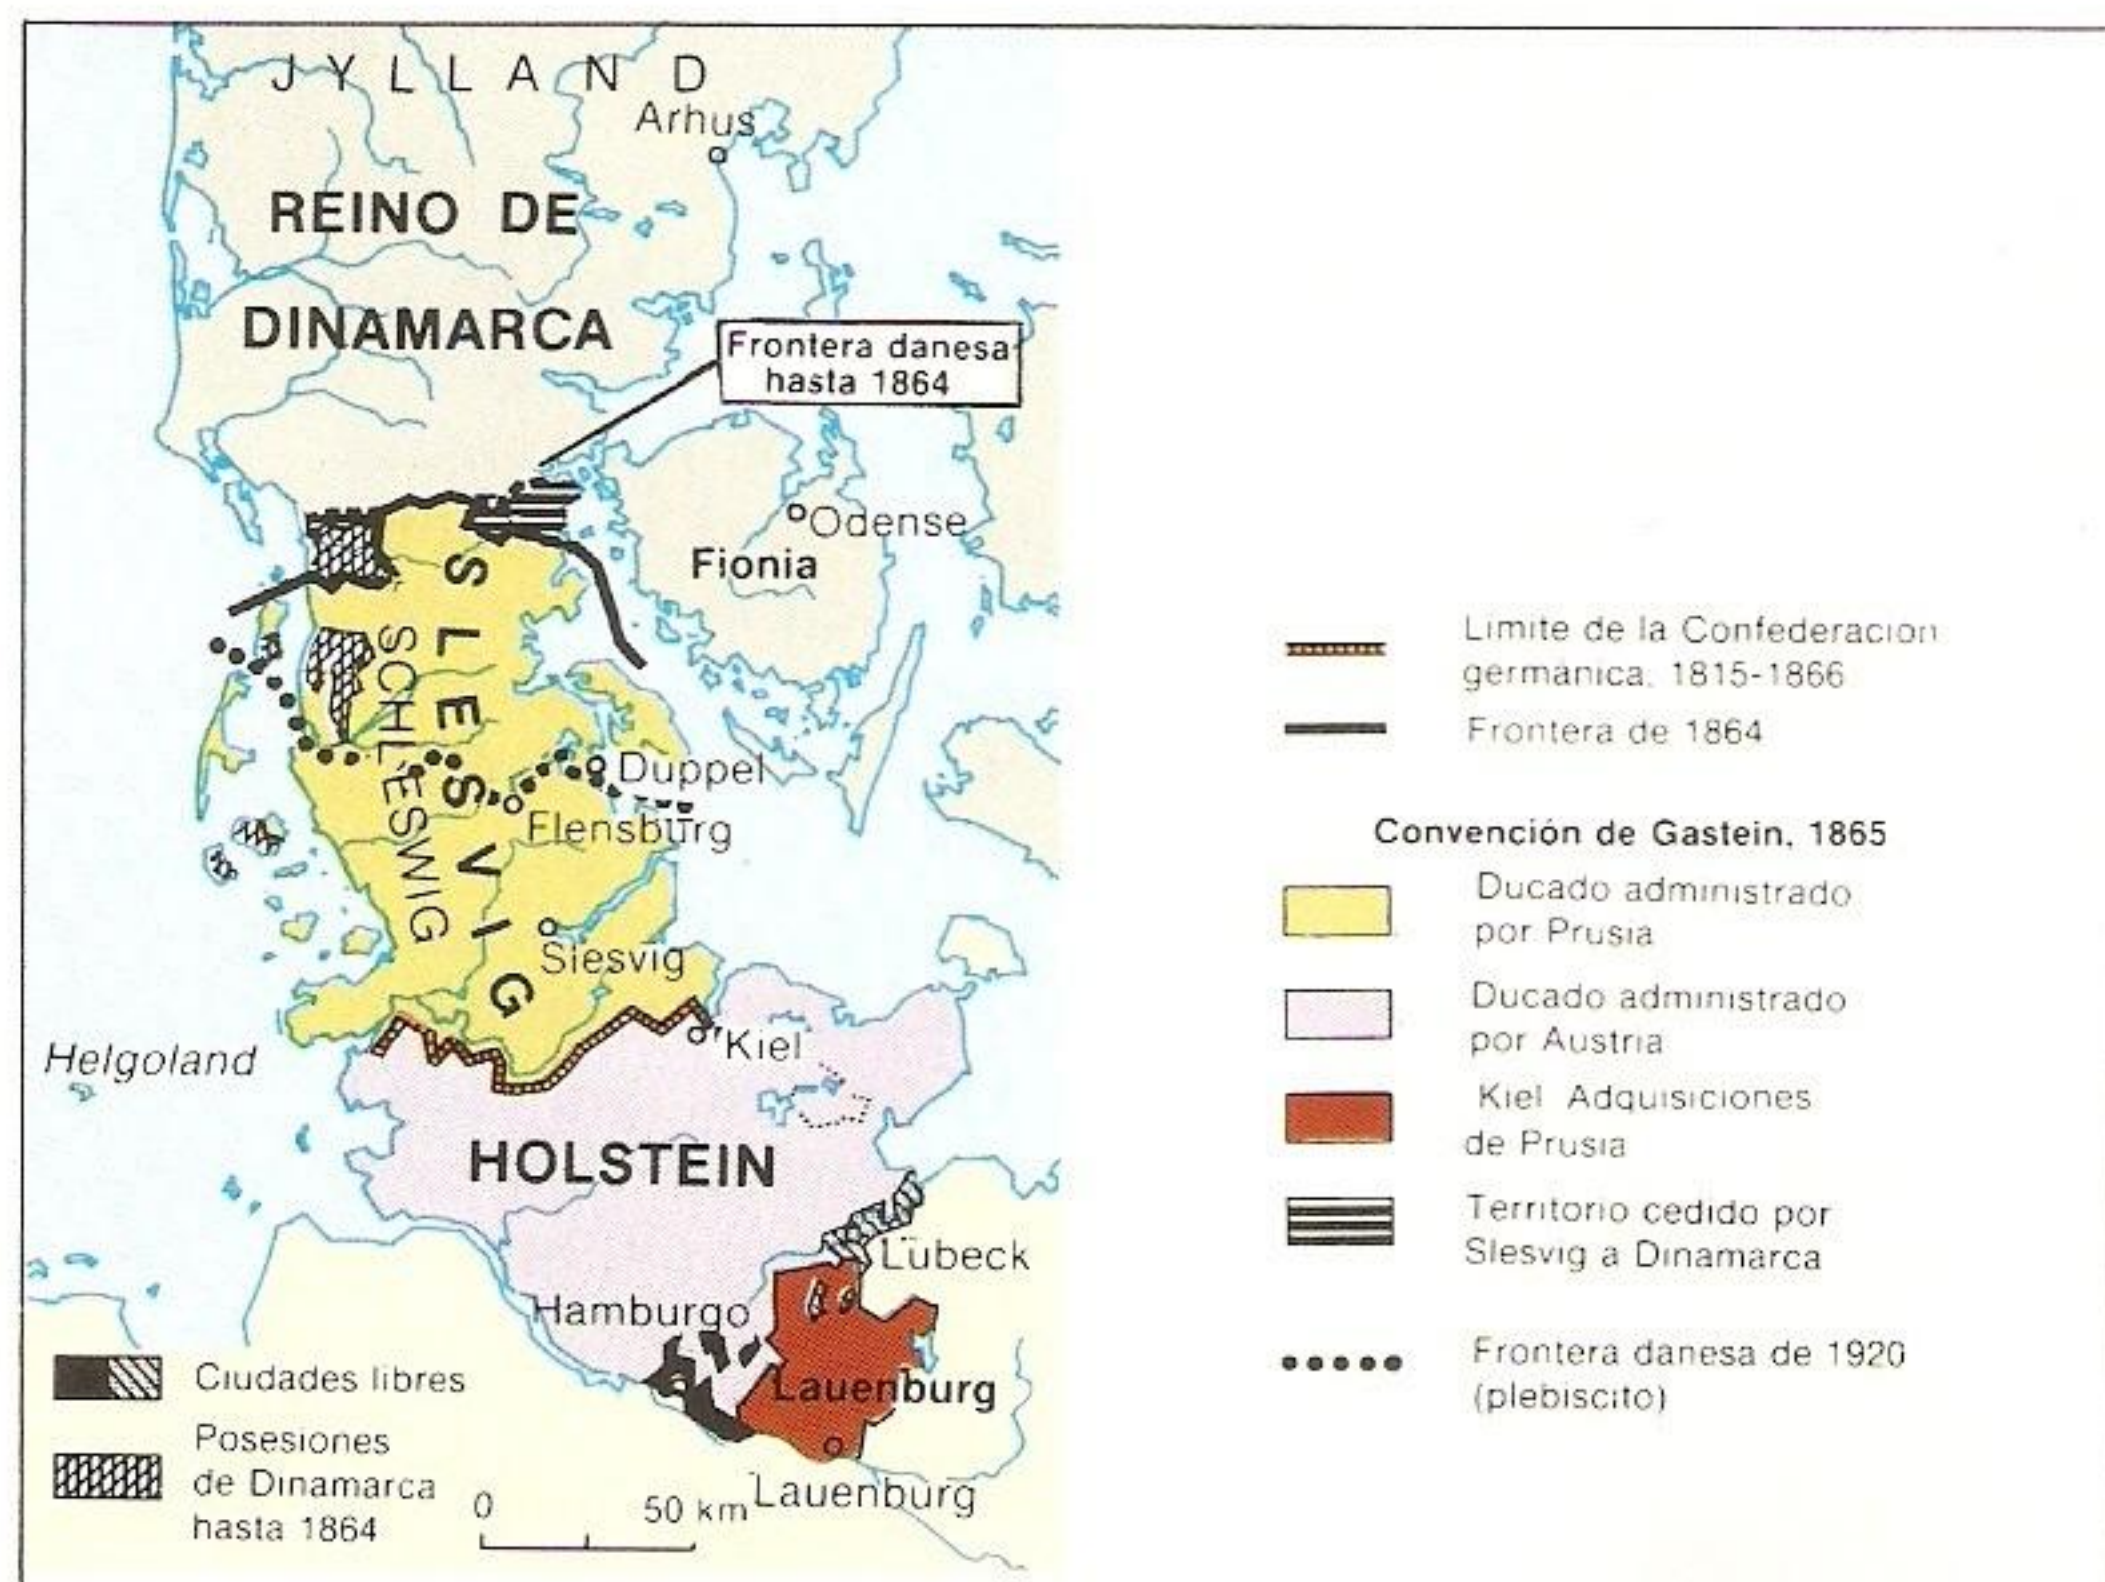 JYLLAND
Arhus
REINO DE
DINAMARCA
Frontera danesa
hasta 1864
Odense
Fionia
SLESVIG
SCHLESWIG
Duppel
Flensburg
Slesvig
Kiel
Helgoland
HOLSTEIN
Lübeck
Hamburgo
Lauenburg
Lauenburg
Ciudades libres
Posesiones
de Dinamarca
hasta 1864
0 50 km
Limite de la Confederación
germánica, 1815-1866
Frontera de 1864
Convención de Gastein, 1865
Ducado administrado
por Prusia
Ducado administrado
por Austria
Kiel Adquisiciones
de Prusia
Territorio cedido por
Slesvig a Dinamarca
Frontera danesa de 1920
(plebiscito)